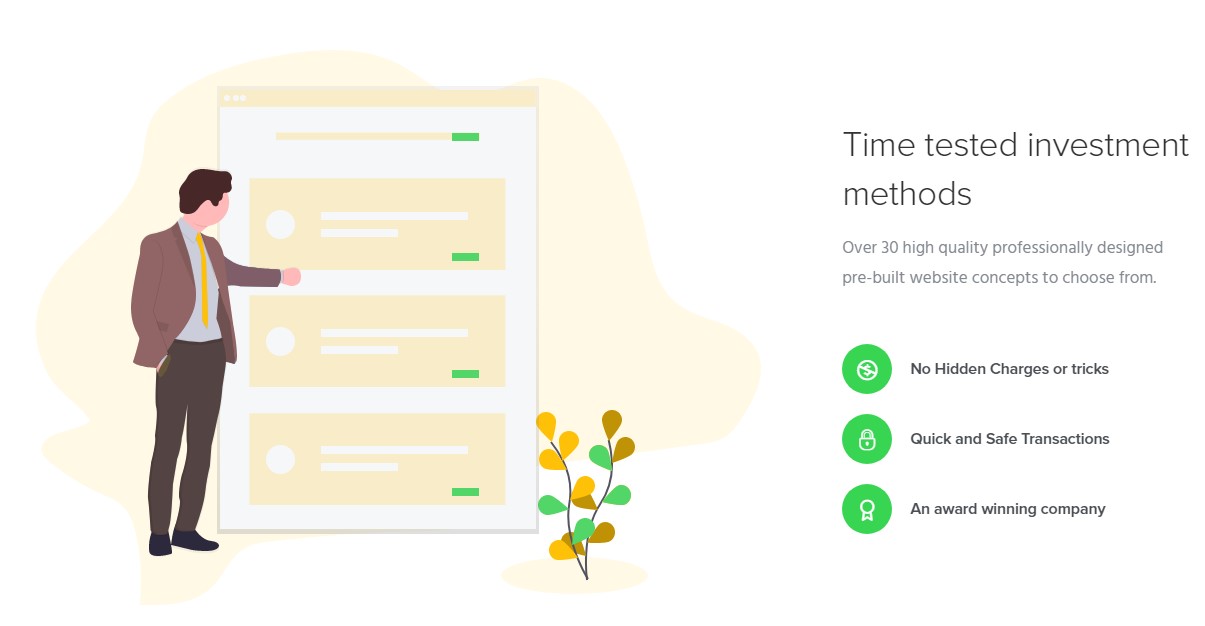 Time tested investment
methods
Over 30 high quality professionally designed
pre-built website concepts to choose from.
No Hidden Charges or tricks
Quick and Safe Transactions
An award winning company